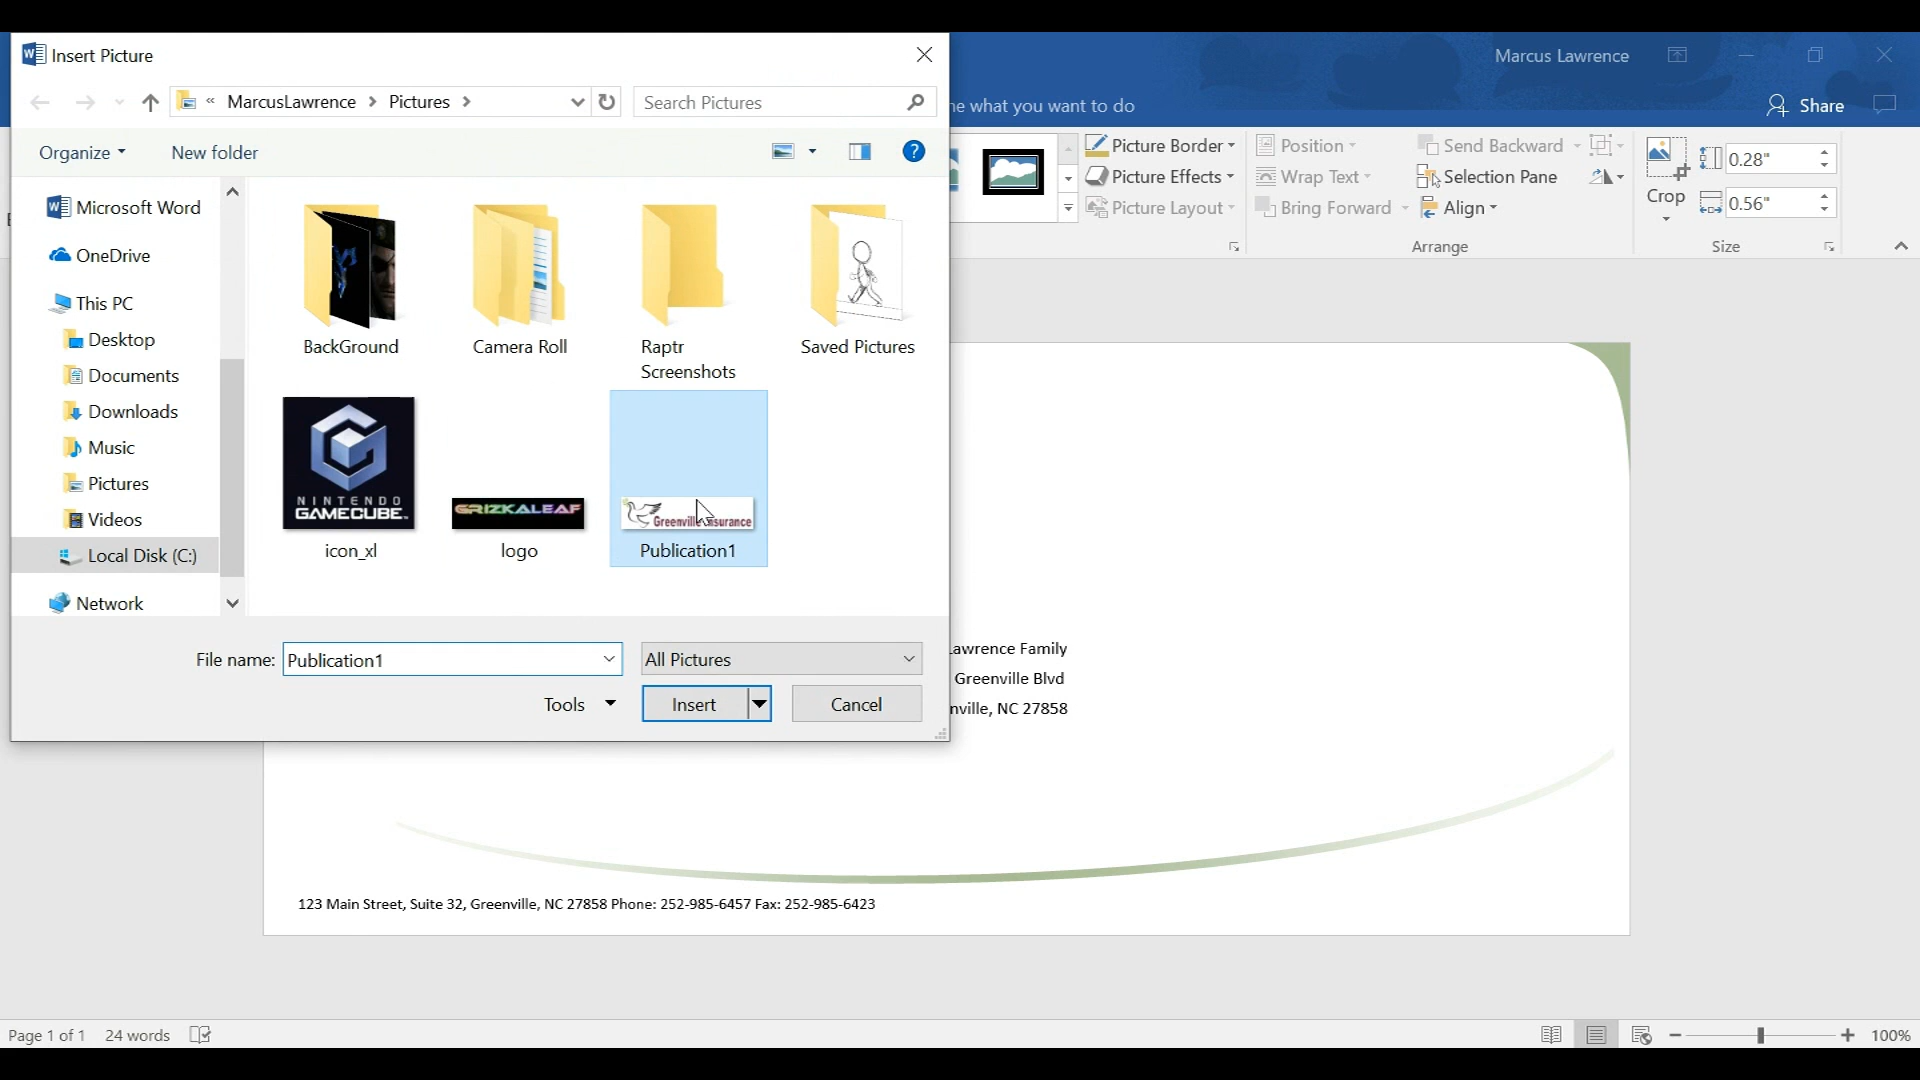 Insert Picture
Marcus Lawrence
« MarcusLawrence > Pictures >
Search Pictures
what you want to do
Share
Organize
New folder
?
Picture Border
Picture Effects
Picture Layout
Position
Wrap Text
Bring Forward
Send Backward
Selection Pane
Align
Arrange
Crop
0.28"
0.56"
Size
Microsoft Word
OneDrive
This PC
Desktop
Documents
Downloads
Music
Pictures
Videos
Local Disk (C:)
Network
BackGround
Camera Roll
Raptr
Screenshots
Saved Pictures
NINTENDO
GAMECUBE™
icon_xl
GRIZKALEAF
logo
Greenville
Publication1
File name:
Publication1
All Pictures
Tools
Insert
Cancel
Lawrence Family
Greenville Blvd
nville, NC 27858
123 Main Street, Suite 32, Greenville, NC 27858 Phone: 252-985-6457 Fax: 252-985-6423
Page 1 of 1
24 words
100%